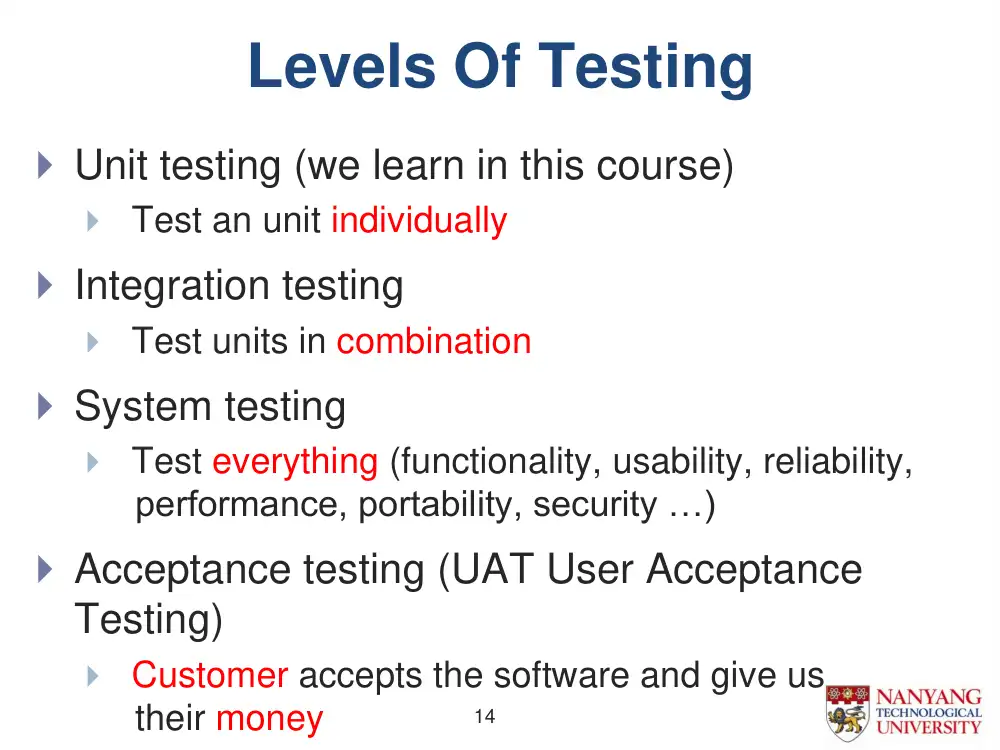 Levels Of Testing
Unit testing (we learn in this course)
Test an unit individually
Integration testing
Test units in combination
System testing
Test everything (functionality, usability, reliability,
performance, portability, security …)
Acceptance testing (UAT User Acceptance
Testing)
Customer accepts the software and give us
their money
14
NANYANG
TECHNOLOGICAL
UNIVERSITY